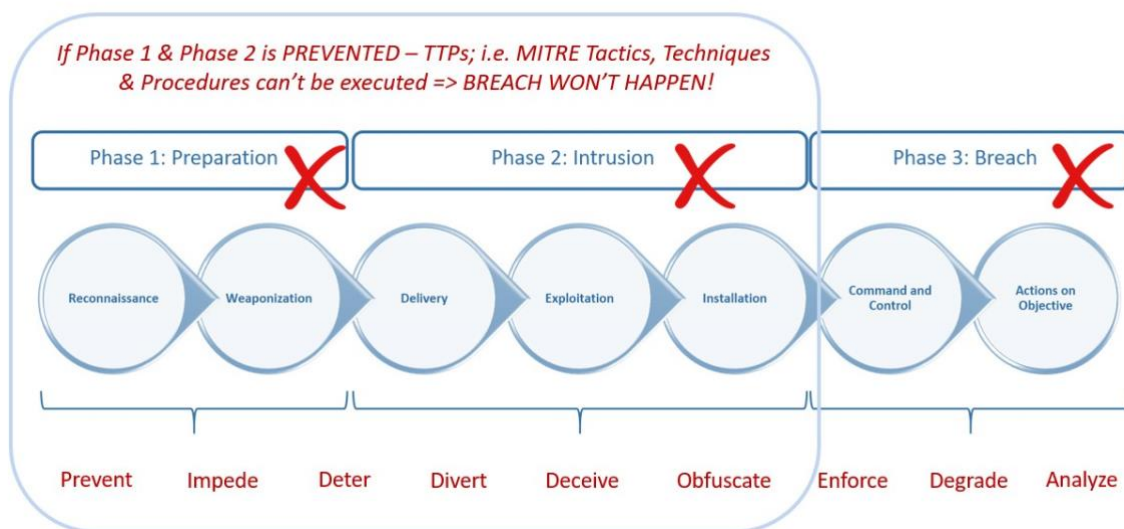 If Phase 1 & Phase 2 is PREVENTED – TTPs; i.e. MITRE Tactics, Techniques
& Procedures can't be executed => BREACH WON'T HAPPEN!
Phase 1: Preparation
Phase 2: Intrusion
Phase 3: Breach
Reconnaissance
Weaponization
Delivery
Exploitation
Installation
Command and
Control
Actions on
Objective
Prevent
Impede
Deter
Divert
Deceive
Obfuscate
Enforce
Degrade
Analyze